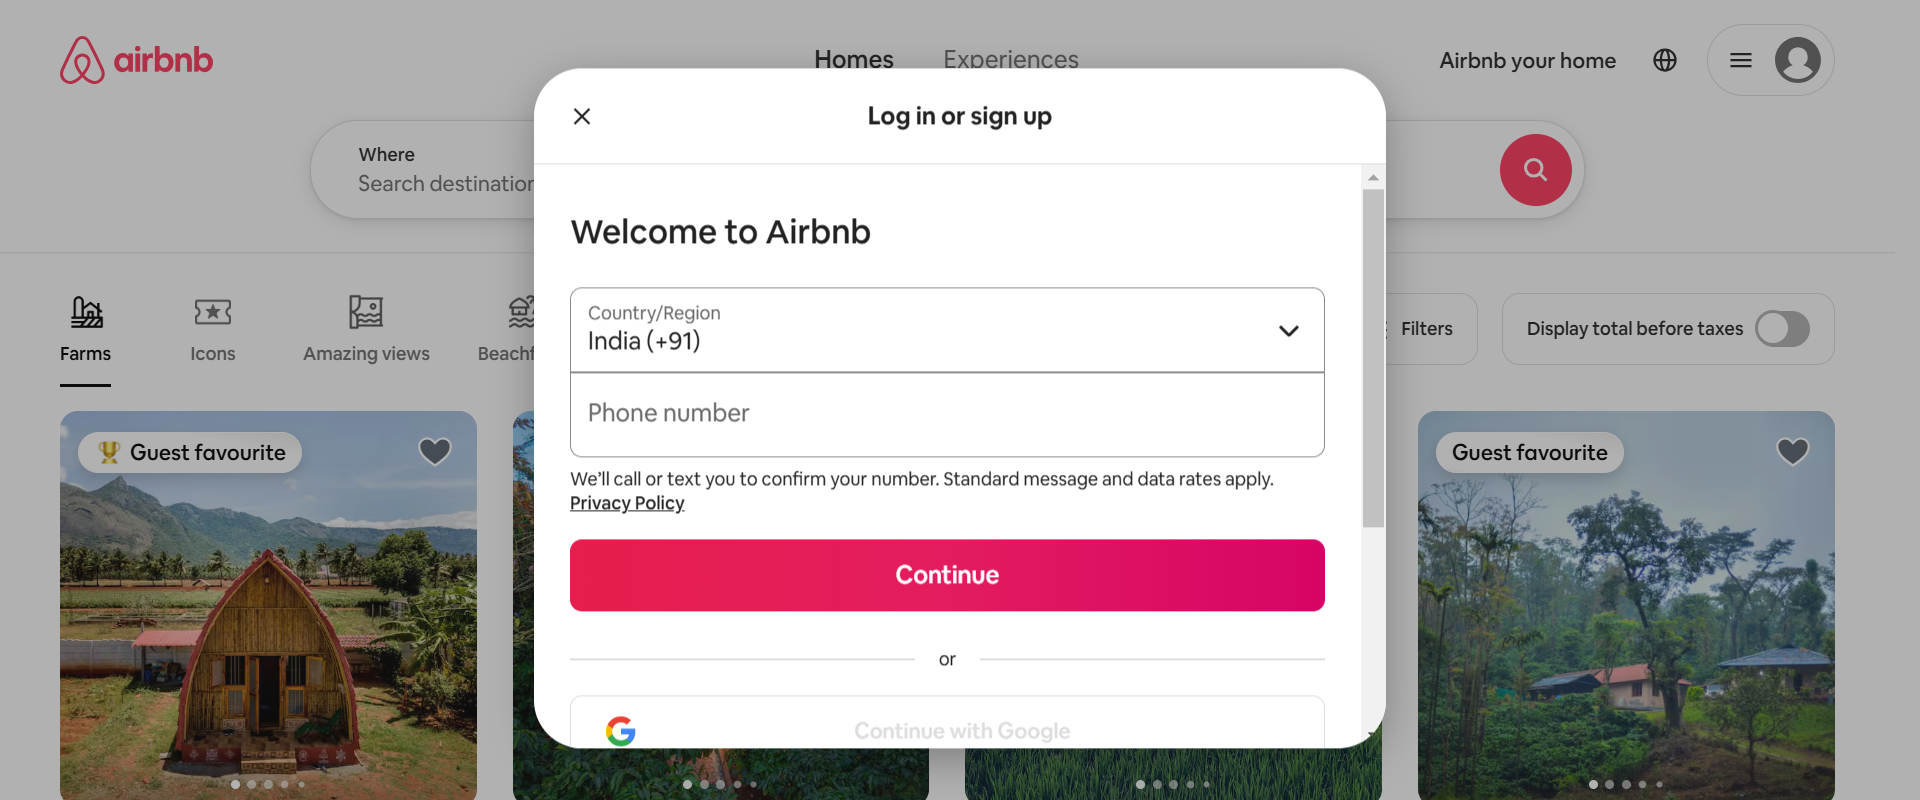 airbnb
Homes
Experiences
Airbnb your home
Log in or sign up
Where
Search destination
Welcome to Airbnb
Country/Region
India (+91)
Phone number
We'll call or text you to confirm your number. Standard message and data rates apply.
Privacy Policy
Continue
or
Continue with Google
Farms
Icons
Amazing views
Beachf
Filters
Display total before taxes
Guest favourite
Guest favourite